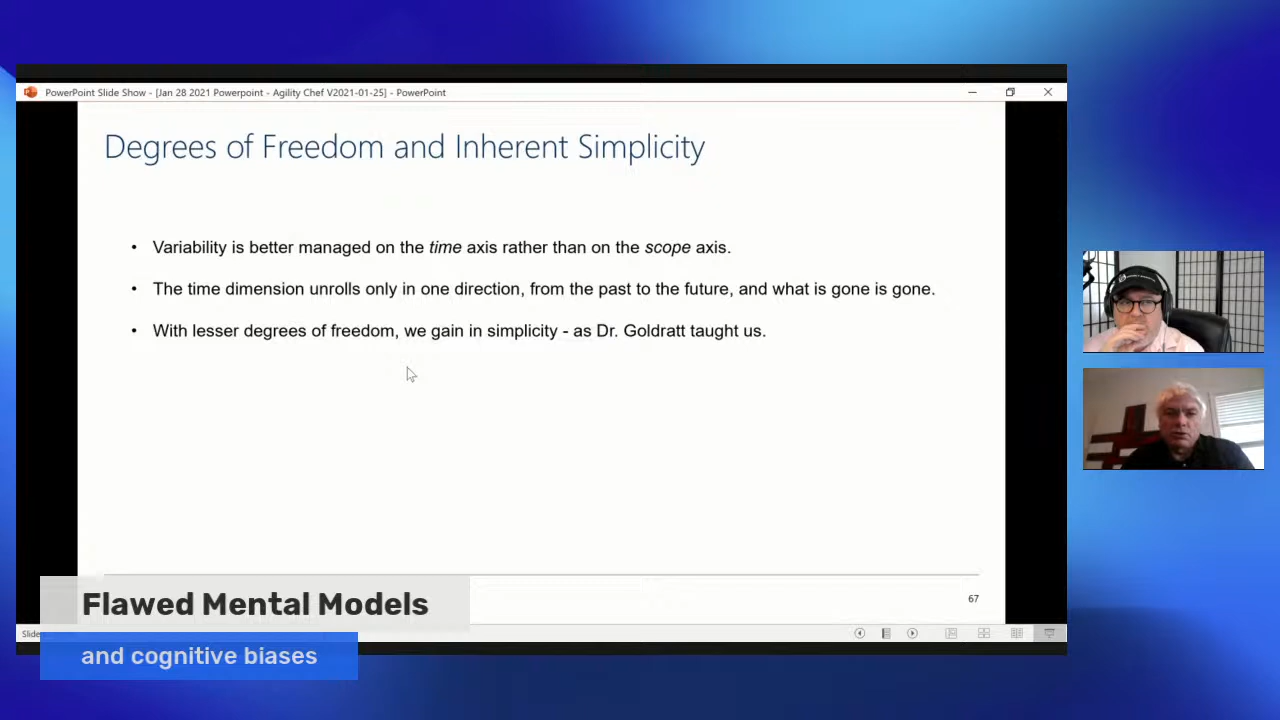 PowerPoint Slide Show - [Jan 28 2021 Powerpoint - Agility Chef V2021-01-25] - PowerPoint
Degrees of Freedom and Inherent Simplicity
• Variability is better managed on the time axis rather than on the scope axis.
• The time dimension unrolls only in one direction, from the past to the future, and what is gone is gone.
• With lesser degrees of freedom, we gain in simplicity - as Dr. Goldratt taught us.
67
Flawed Mental Models
and cognitive biases